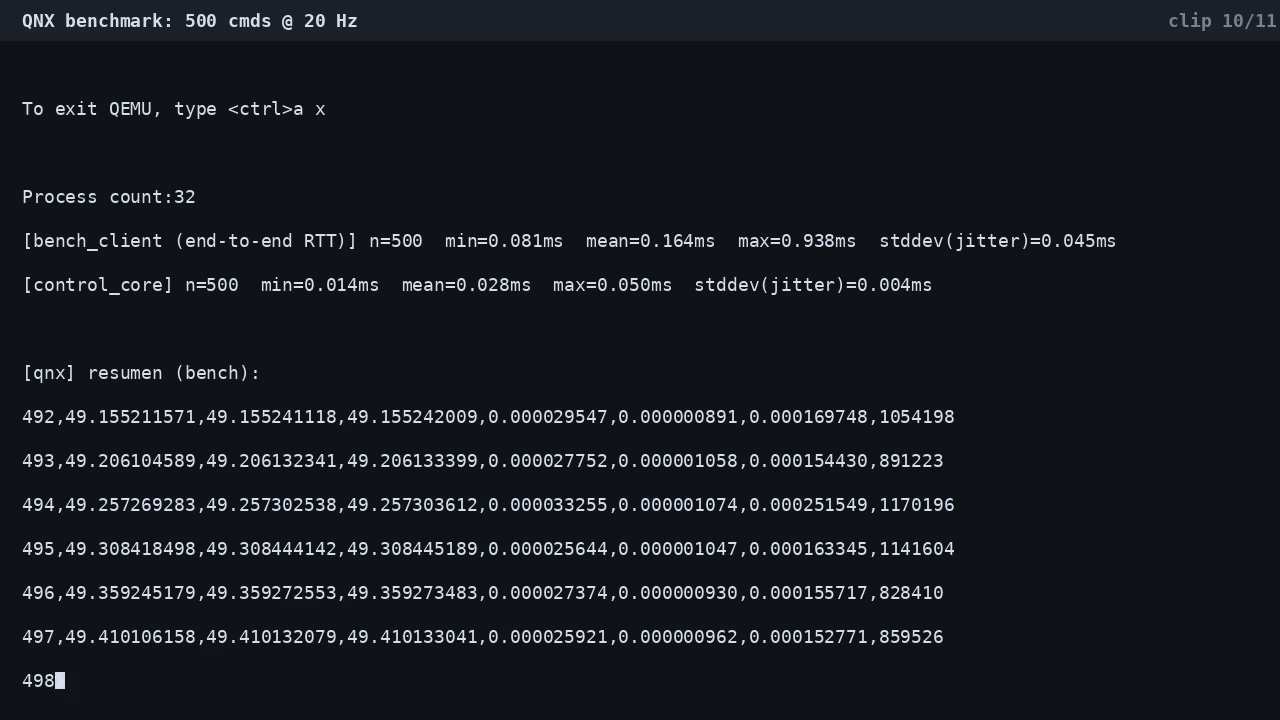 QNX benchmark: 500 cmds @ 20 Hz
clip 10/11
To exit QEMU, type <ctrl>a x
Process count:32
[bench_client (end-to-end RTT)] n=500  min=0.081ms  mean=0.164ms  max=0.938ms  stddev(jitter)=0.045ms
[control_core] n=500  min=0.014ms  mean=0.028ms  max=0.050ms  stddev(jitter)=0.004ms
[qnx] resumen (bench):
492,49.155211571,49.155241118,49.155242009,0.000029547,0.000000891,0.000169748,1054198
493,49.206104589,49.206132341,49.206133399,0.000027752,0.000001058,0.000154430,891223
494,49.257269283,49.257302538,49.257303612,0.000033255,0.000001074,0.000251549,1170196
495,49.308418498,49.308444142,49.308445189,0.000025644,0.000001047,0.000163345,1141604
496,49.359245179,49.359272553,49.359273483,0.000027374,0.000000930,0.000155717,828410
497,49.410106158,49.410132079,49.410133041,0.000025921,0.000000962,0.000152771,859526
498